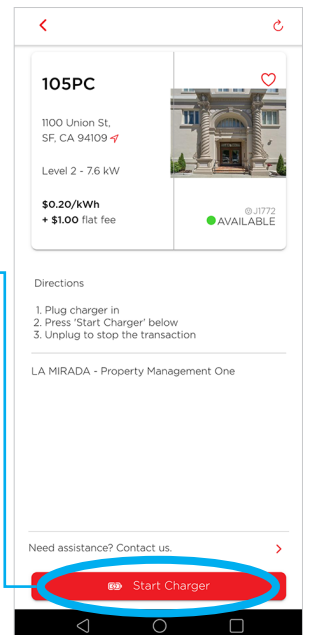 105PC
1100 Union St,
SF, CA 94109
Level 2 - 7.6 kW
$0.20/kWh
+ $1.00 flat fee
@J1772
AVAILABLE
Directions
1. Plug charger in
2. Press 'Start Charger' below
3. Unplug to stop the transaction
LA MIRADA - Property Management One
Need assistance? Contact us.
Start Charger